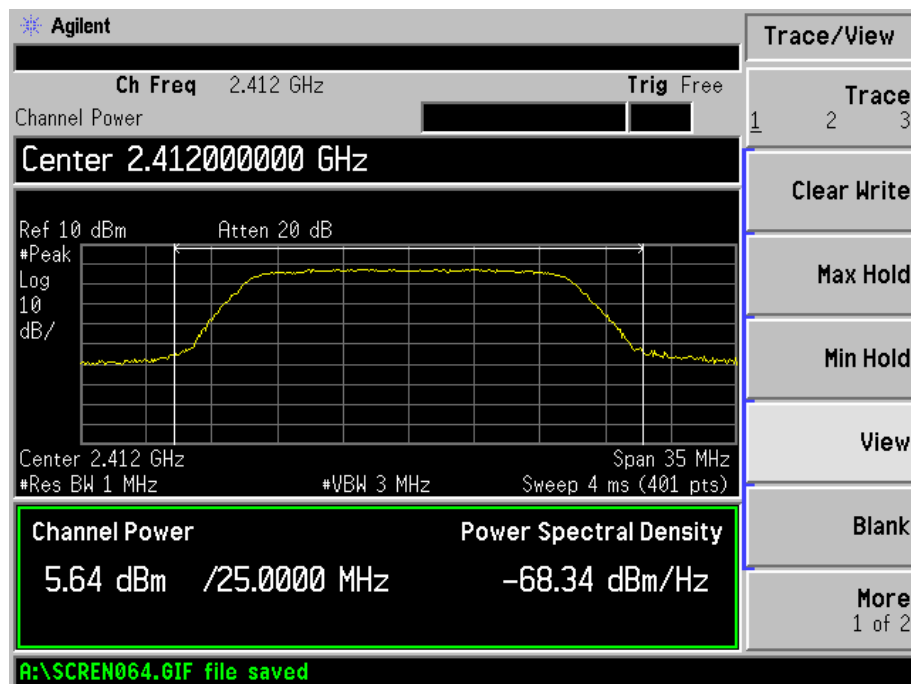 Agilent
Trace/View
Ch Freq 2.412 GHz Trig Free
Channel Power
Center 2.412000000 GHz
Ref 10 dBm Atten 20 dB
#Peak
Log
10
dB/
Center 2.412 GHz Span 35 MHz
#Res BW 1 MHz #VBW 3 MHz Sweep 4 ms (401 pts)
Channel Power Power Spectral Density
5.64 dBm /25.0000 MHz -68.34 dBm/Hz
A:\SCREN064.GIF file saved
Trace
1 2 3
Clear Write
Max Hold
Min Hold
View
Blank
More
1 of 2